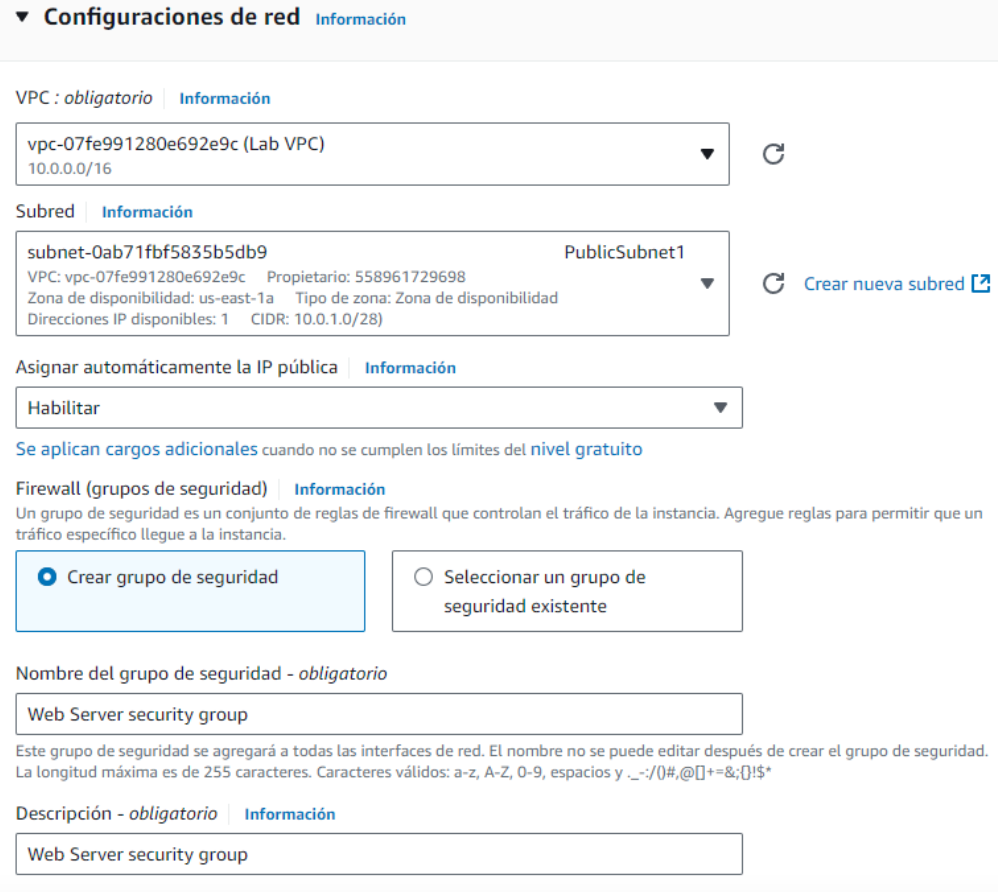 Configuraciones de red Información
VPC : obligatorio Información
vpc-07fe991280e692e9c (Lab VPC)
10.0.0.0/16
Subred Información
subnet-0ab71fbf5835b5db9 PublicSubnet1
VPC: vpc-07fe991280e692e9c Propietario: 558961729698
Zona de disponibilidad: us-east-1a Tipo de zona: Zona de disponibilidad
Direcciones IP disponibles: 1 CIDR: 10.0.1.0/28)
Crear nueva subred
Asignar automáticamente la IP pública Información
Habilitar
Se aplican cargos adicionales cuando no se cumplen los límites del nivel gratuito
Firewall (grupos de seguridad) Información
Un grupo de seguridad es un conjunto de reglas de firewall que controlan el tráfico de la instancia. Agregue reglas para permitir que un
tráfico específico llegue a la instancia.
Crear grupo de seguridad
Seleccionar un grupo de
seguridad existente
Nombre del grupo de seguridad - obligatorio
Web Server security group
Este grupo de seguridad se agregará a todas las interfaces de red. El nombre no se puede editar después de crear el grupo de seguridad.
La longitud máxima es de 255 caracteres. Caracteres válidos: a-z, A-Z, 0-9, espacios y ._-:/()#,@[]+=&;{}!$*
Descripción - obligatorio Información
Web Server security group